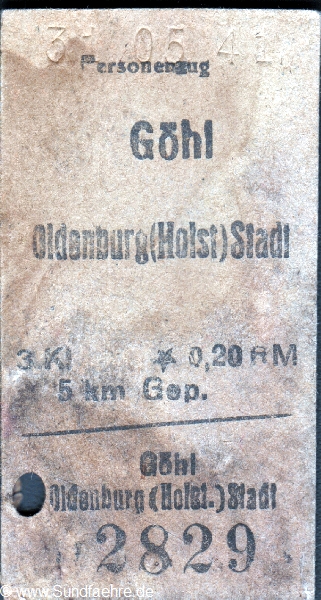 31 05 41
Personenzug
Göhl
Oldenburg(Holst)Stadt
3.Kl * 0,20 RM
5 km Gep.
Göhl
Oldenburg(Holst.)Stadt
2829
© www.Sundfaehre.de